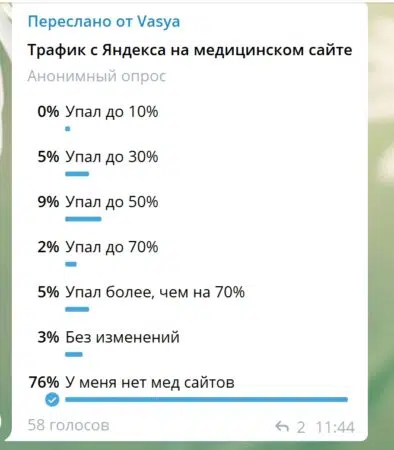 Переслано от Vasya
Трафик с Яндекса на медицинском сайте
Анонимный опрос
0% Упал до 10%
5% Упал до 30%
9% Упал до 50%
2% Упал до 70%
5% Упал более, чем на 70%
3% Без изменений
76% У меня нет мед сайтов
58 голосов 2 11:44